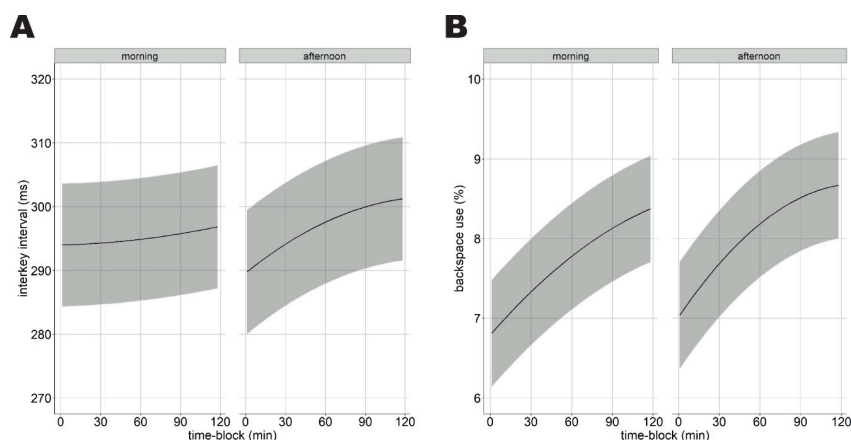 A
B
morning afternoon
morning afternoon
320
310
300
290
280
270
interkey interval (ms)
0 30 60 90 120 0 30 60 90 120
time-block (min)
10
9
8
7
6
backspace use (%)
0 30 60 90 120 0 30 60 90 120
time-block (min)